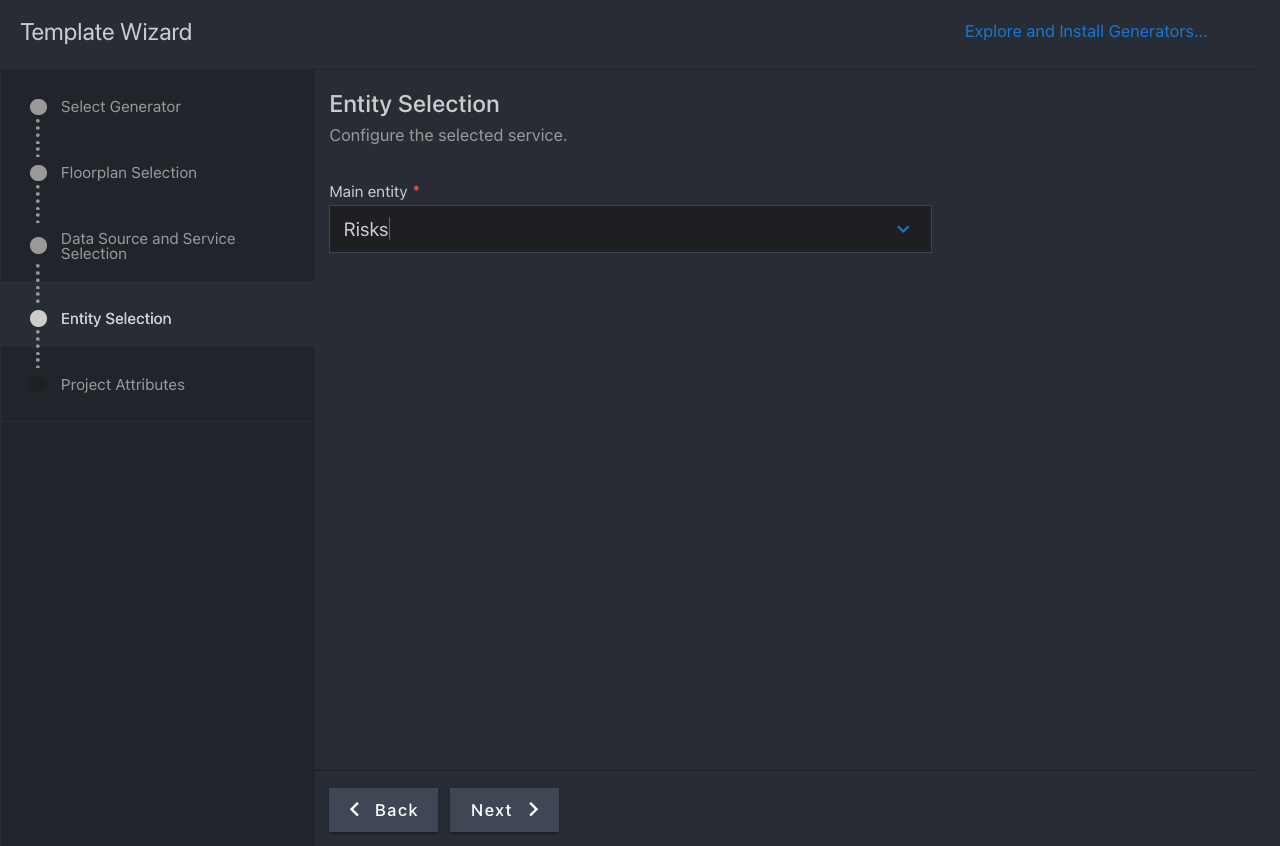 Template Wizard
Explore and Install Generators...
Select Generator
Floorplan Selection
Data Source and Service
Selection
Entity Selection
Project Attributes
Entity Selection
Configure the selected service.
Main entity *
Risks
Back
Next